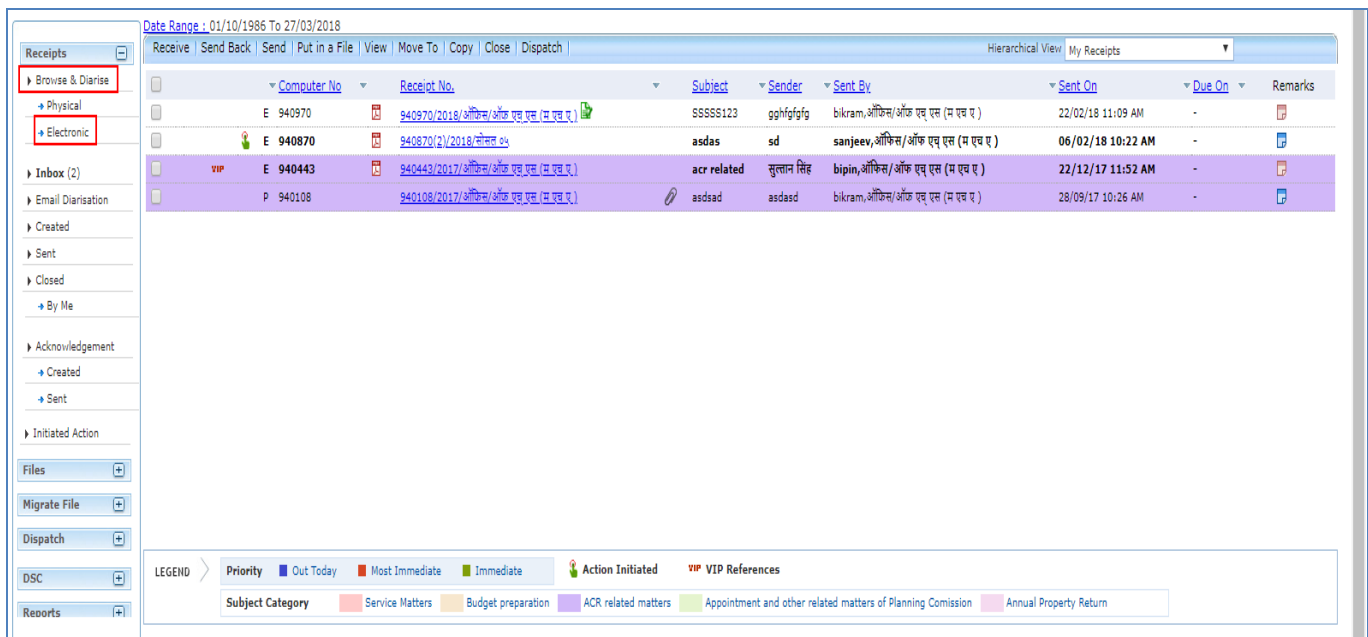 Date Range : 01/10/1986 To 27/03/2018
Receipts
Browse & Diarise
Physical
Electronic
Inbox (2)
Email Diarisation
Created
Sent
Closed
By Me
Acknowledgement
Created
Sent
Initiated Action
Files
Migrate File
Dispatch
DSC
Reports
Receive | Send Back | Send | Put in a File | View | Move To | Copy | Close | Dispatch | Hierarchical View My Receipts
Computer No Receipt No. Subject Sender Sent By Sent On Due On Remarks
E 940970 940970/2018/ऑफिस/ऑफ़ एच् एस (म एच ए ) SSSSS123 gghfgfgfg bikram,ऑफिस/ऑफ़ एच् एस (म एच ए ) 22/02/18 11:09 AM -
E 940870 940870(2)/2018/सोसल ०५ asdas sd sanjeev,ऑफिस/ऑफ़ एच् एस (म एच ए ) 06/02/18 10:22 AM -
VIP E 940443 940443/2017/ऑफिस/ऑफ़ एच् एस (म एच ए ) acr related सुल्तान सिंह bipin,ऑफिस/ऑफ़ एच् एस (म एच ए ) 22/12/17 11:52 AM -
P 940108 940108/2017/ऑफिस/ऑफ़ एच् एस (म एच ए ) asdsad asdasd bikram,ऑफिस/ऑफ़ एच् एस (म एच ए ) 28/09/17 10:26 AM -
LEGEND Priority Out Today Most Immediate Immediate Action Initiated VIP VIP References
Subject Category Service Matters Budget preparation ACR related matters Appointment and other related matters of Planning Comission Annual Property Return